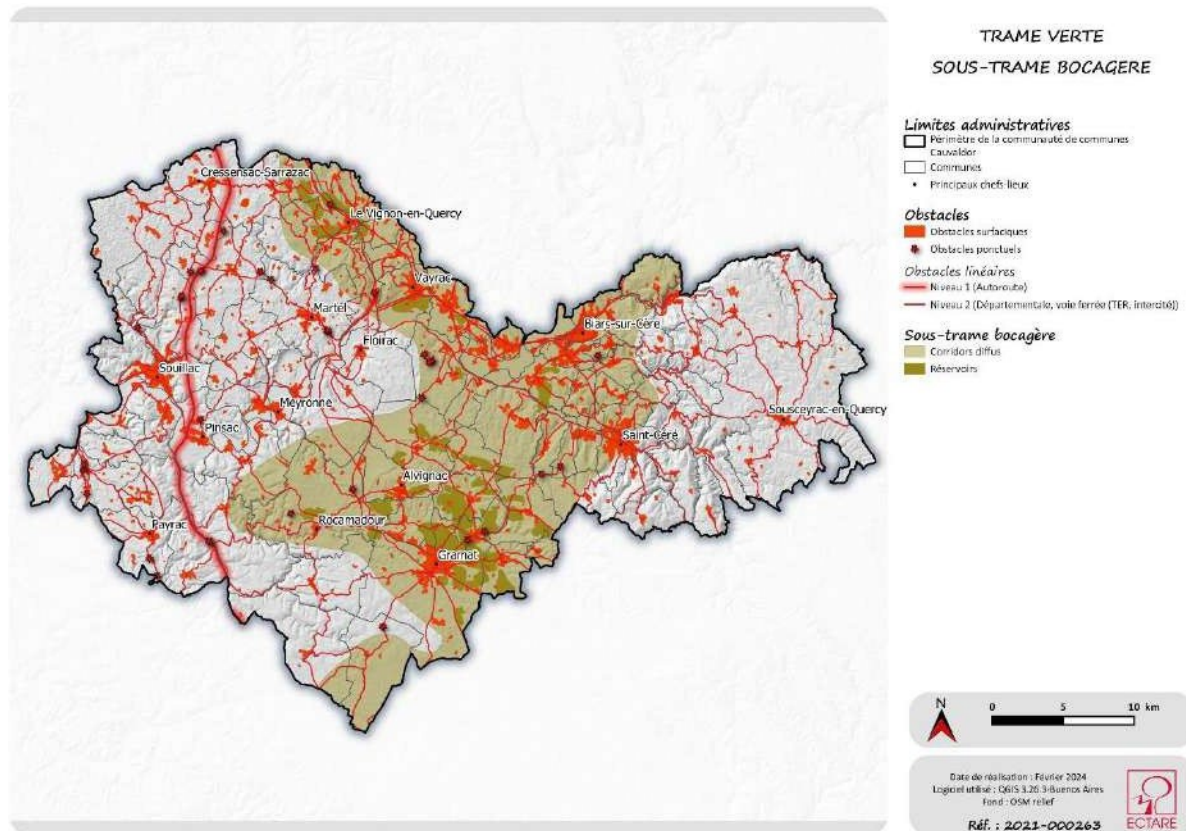 TRAME VERTE
SOUS-TRAME BOCAGERE
Limites administratives
Périmètre de la communauté de communes
Cauvaldor
Communes
Principaux chefs-lieux
Obstacles
Obstacles surfaciques
Obstacles ponctuels
Obstacles linéaires
Niveau 1 (Autoroute)
Niveau 2 (Départementale, voie ferrée (TER, intercité))
Sous-trame bocagère
Corridors diffus
Réservoirs
Cressensac-Sarrazac
Le Vignon-en-Quercy
Vayrac
Martel
Biars-sur-Cère
Floirac
Souillac
Meyronne
Sousceyrac-en-Quercy
Pinsac
Saint-Céré
Alvignac
Payrac
Rocamadour
Gramat
N
0 5 10 km
Date de réalisation : Février 2024
Logiciel utilisé : QGIS 3.26.3-Buenos Aires
Fond : OSM relief
Réf. : 2021-000263
ECTARE